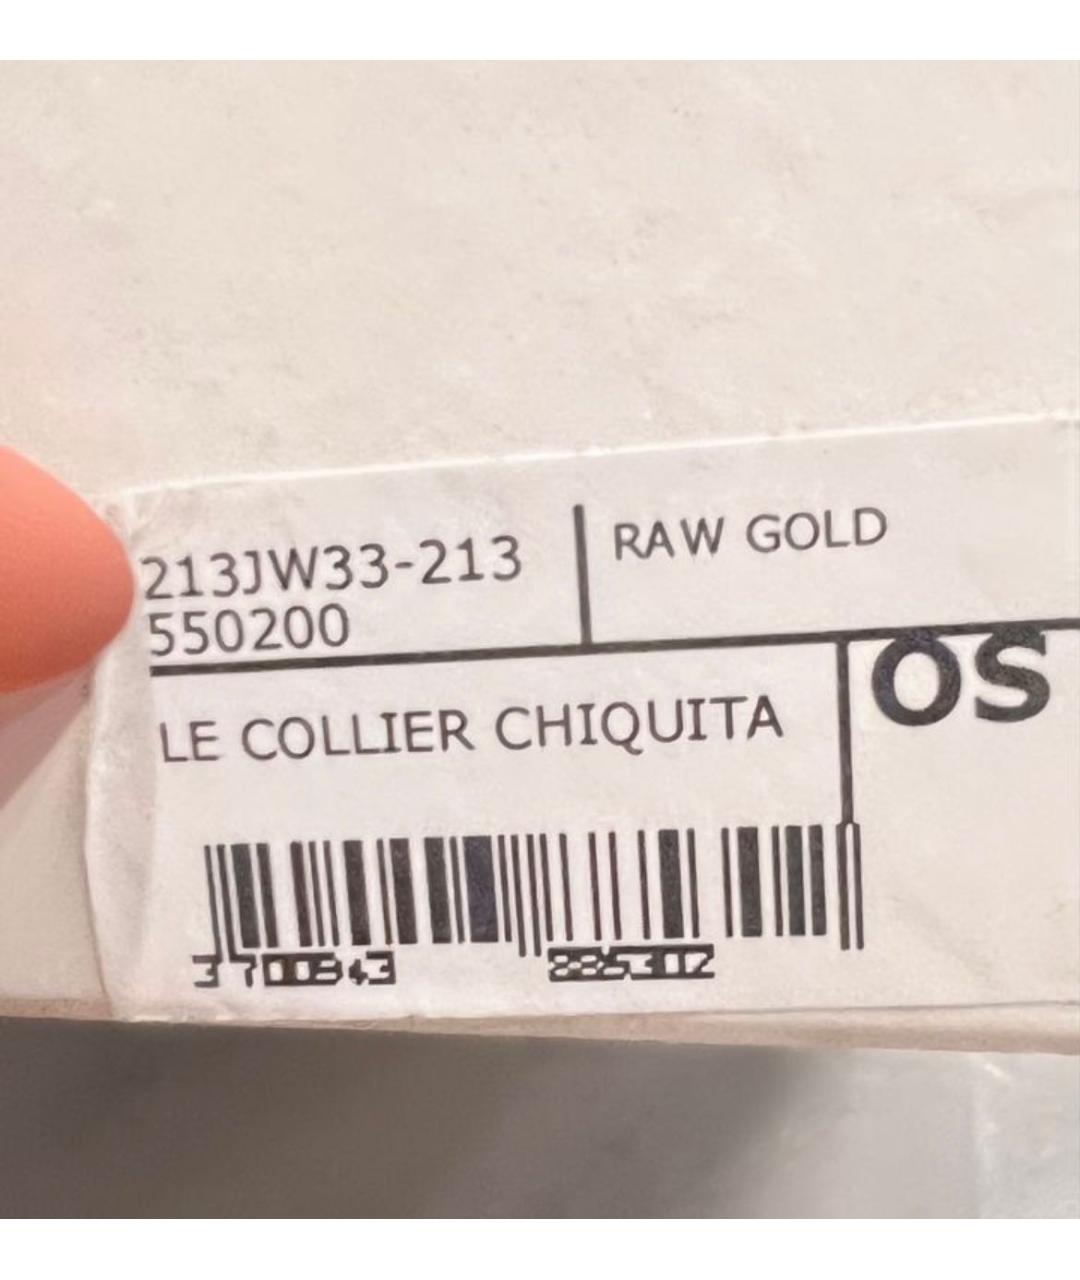 213JW33-213
550200
RAW GOLD
OS
LE COLLIER CHIQUITA